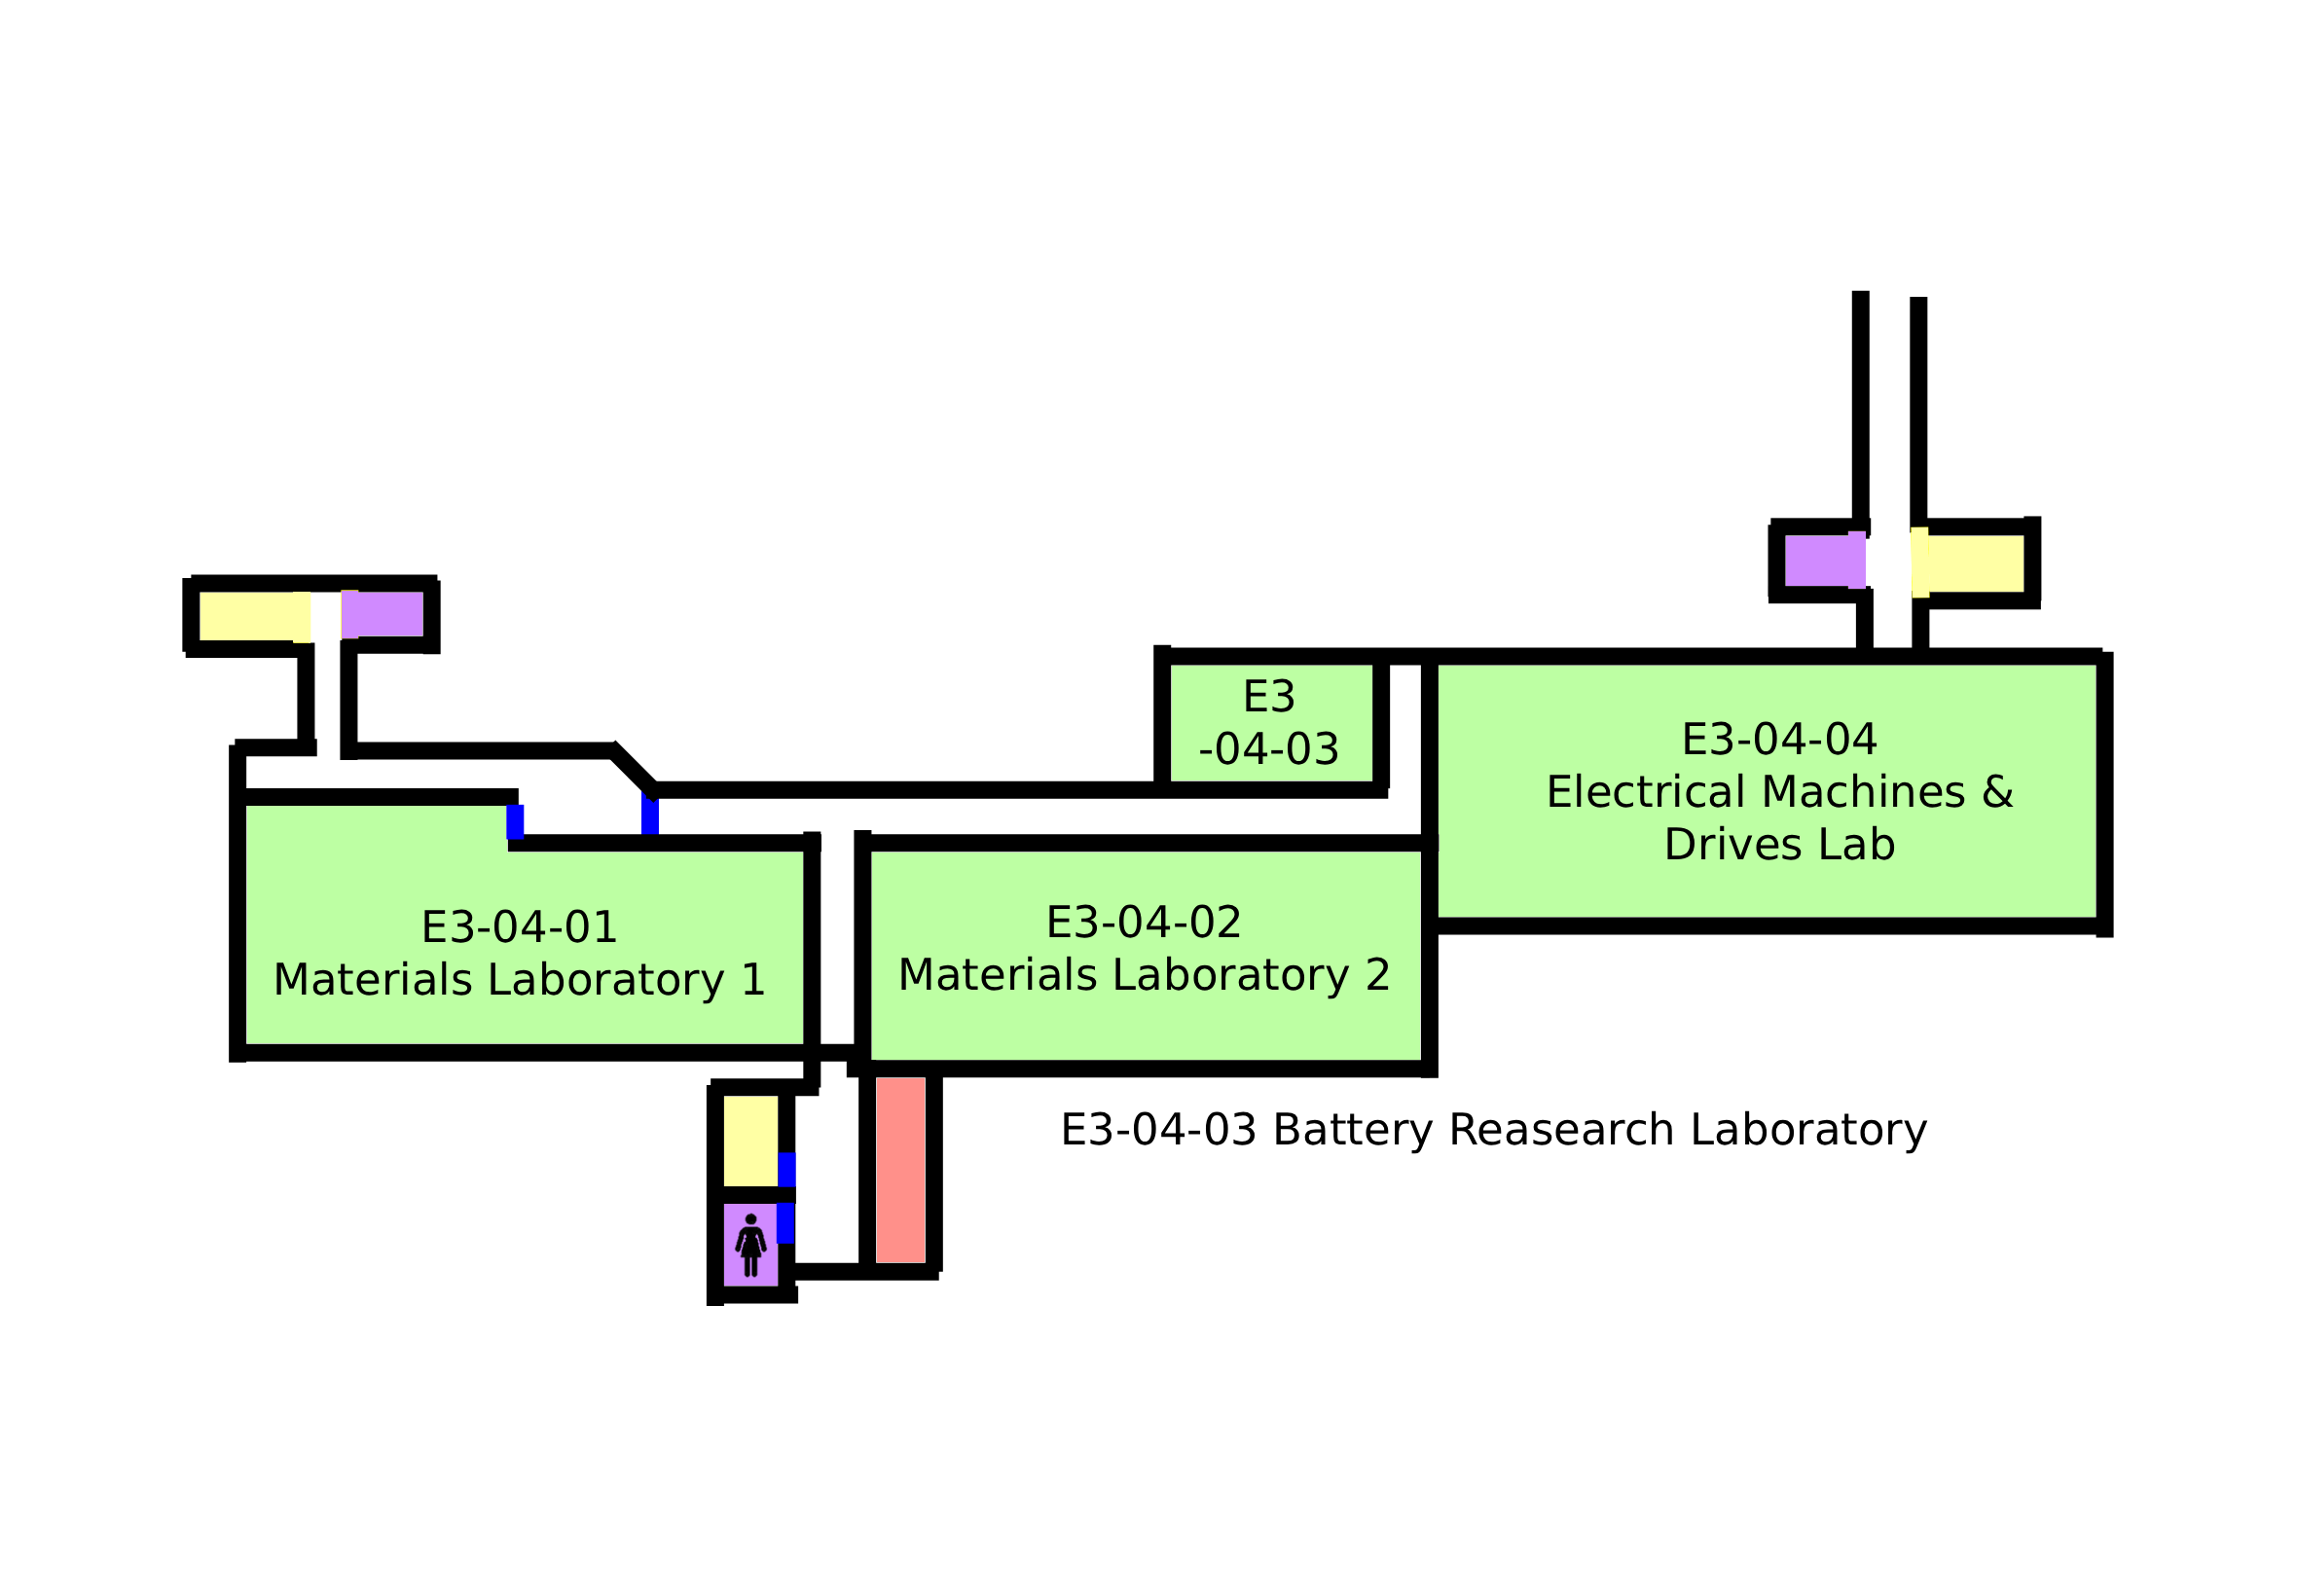 E3
-04-03
E3-04-04
Electrical Machines &
Drives Lab
E3-04-01
Materials Laboratory 1
E3-04-02
Materials Laboratory 2
E3-04-03 Battery Reasearch Laboratory